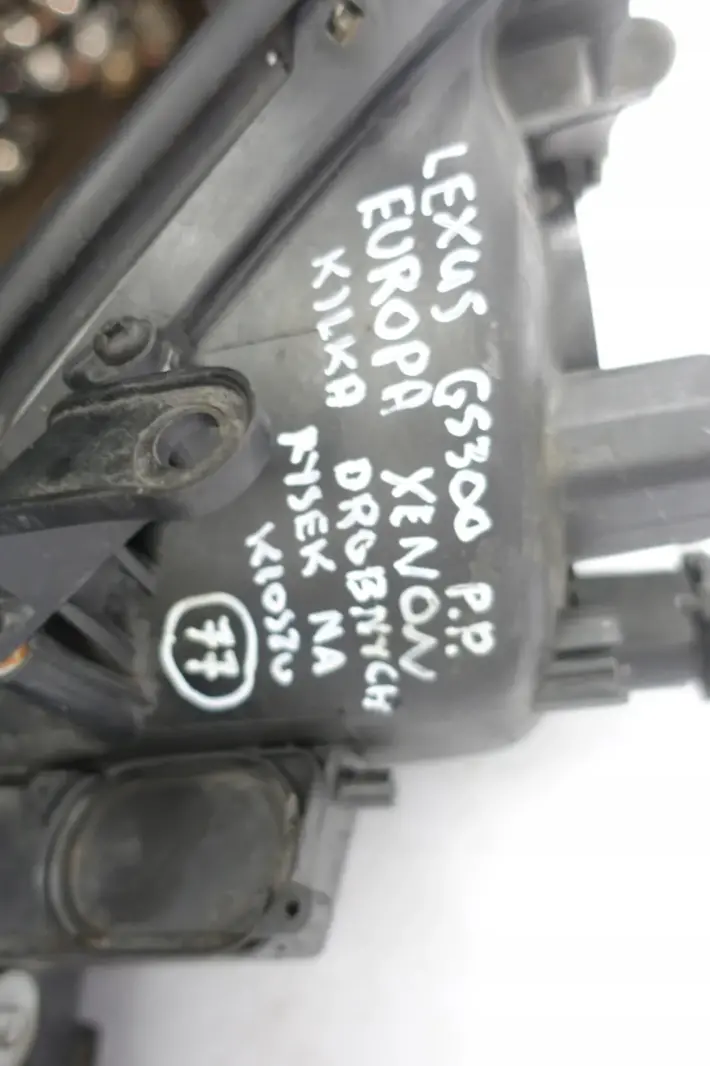 LEXUS GS300 P.P.
EUROPA XENON
KILKA DROBNYCH
RYSEK NA
KLOSZU
77